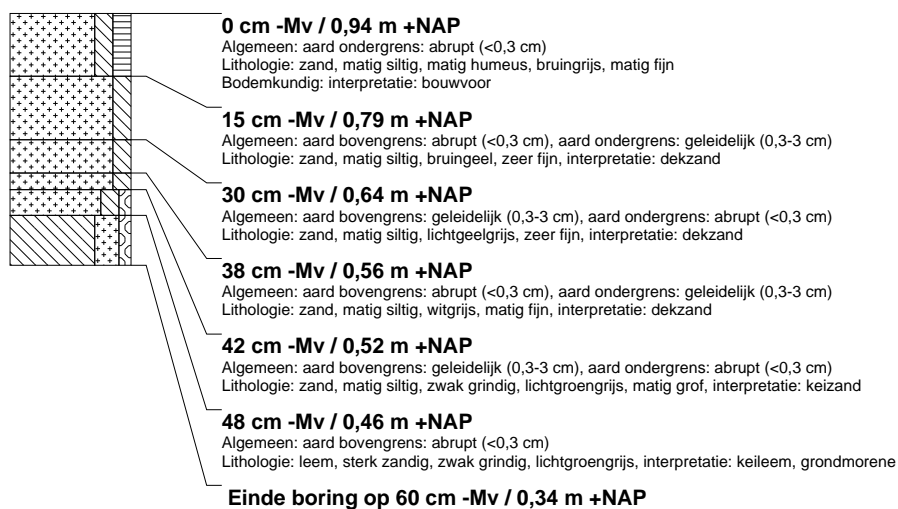 0 cm -Mv / 0,94 m +NAP
Algemeen: aard ondergrens: abrupt (<0,3 cm)
Lithologie: zand, matig siltig, matig humeus, bruingrijs, matig fijn
Bodemkundig: interpretatie: bouwvoor
15 cm -Mv / 0,79 m +NAP
Algemeen: aard bovengrens: abrupt (<0,3 cm), aard ondergrens: geleidelijk (0,3-3 cm)
Lithologie: zand, matig siltig, bruingeel, zeer fijn, interpretatie: dekzand
30 cm -Mv / 0,64 m +NAP
Algemeen: aard bovengrens: geleidelijk (0,3-3 cm), aard ondergrens: abrupt (<0,3 cm)
Lithologie: zand, matig siltig, lichtgeelgrijs, zeer fijn, interpretatie: dekzand
38 cm -Mv / 0,56 m +NAP
Algemeen: aard bovengrens: abrupt (<0,3 cm), aard ondergrens: geleidelijk (0,3-3 cm)
Lithologie: zand, matig siltig, witgrijs, matig fijn, interpretatie: dekzand
42 cm -Mv / 0,52 m +NAP
Algemeen: aard bovengrens: geleidelijk (0,3-3 cm), aard ondergrens: abrupt (<0,3 cm)
Lithologie: zand, matig siltig, zwak grindig, lichtgroengrijs, matig grof, interpretatie: keizand
48 cm -Mv / 0,46 m +NAP
Algemeen: aard bovengrens: abrupt (<0,3 cm)
Lithologie: leem, sterk zandig, zwak grindig, lichtgroengrijs, interpretatie: keileem, grondmorene
Einde boring op 60 cm -Mv / 0,34 m +NAP